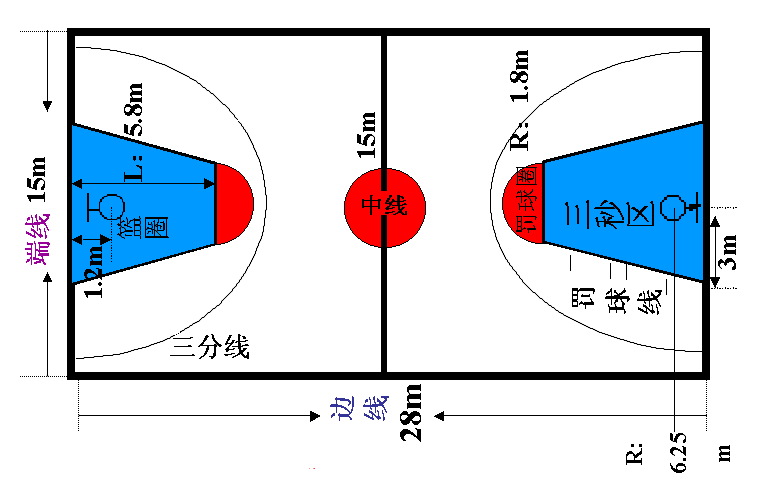 端线 15m
L: 5.8m
篮圈
1.2m
三分线
15m
中线
R: 1.8m
罚球圈
三秒区
罚球线
3m
边线
28m
R: 6.25 m